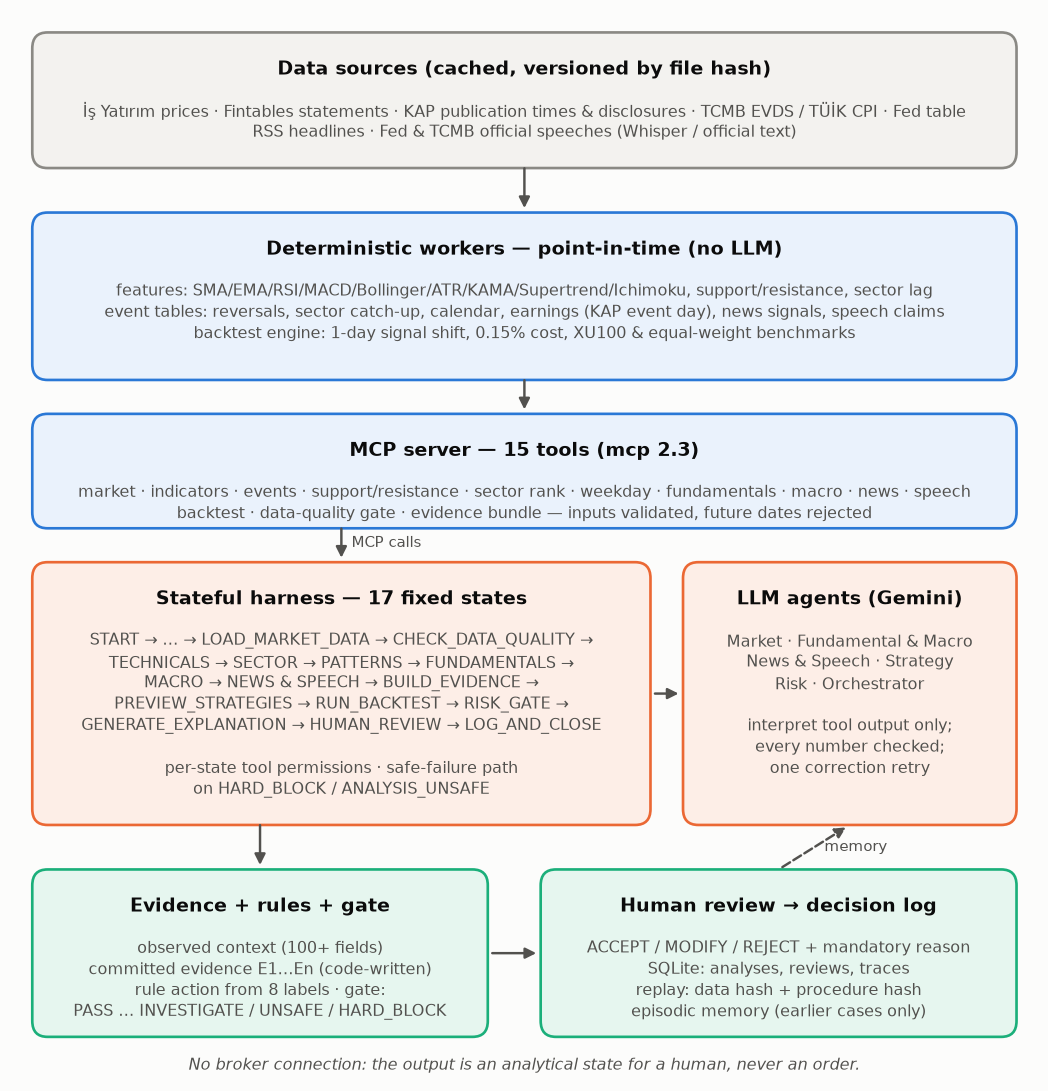 Data sources (cached, versioned by file hash)
İş Yatırım prices · Fintables statements · KAP publication times & disclosures · TCMB EVDS / TÜİK CPI · Fed table
RSS headlines · Fed & TCMB official speeches (Whisper / official text)
Deterministic workers — point-in-time (no LLM)
features: SMA/EMA/RSI/MACD/Bollinger/ATR/KAMA/Supertrend/Ichimoku, support/resistance, sector lag
event tables: reversals, sector catch-up, calendar, earnings (KAP event day), news signals, speech claims
backtest engine: 1-day signal shift, 0.15% cost, XU100 & equal-weight benchmarks
MCP server — 15 tools (mcp 2.3)
market · indicators · events · support/resistance · sector rank · weekday · fundamentals · macro · news · speech
backtest · data-quality gate · evidence bundle — inputs validated, future dates rejected
MCP calls
Stateful harness — 17 fixed states
START → ... → LOAD_MARKET_DATA → CHECK_DATA_QUALITY →
TECHNICALS → SECTOR → PATTERNS → FUNDAMENTALS →
MACRO → NEWS & SPEECH → BUILD_EVIDENCE →
PREVIEW_STRATEGIES → RUN_BACKTEST → RISK_GATE →
GENERATE_EXPLANATION → HUMAN_REVIEW → LOG_AND_CLOSE
per-state tool permissions · safe-failure path
on HARD_BLOCK / ANALYSIS_UNSAFE
LLM agents (Gemini)
Market · Fundamental & Macro
News & Speech · Strategy
Risk · Orchestrator
interpret tool output only;
every number checked;
one correction retry
memory
Evidence + rules + gate
observed context (100+ fields)
committed evidence E1...En (code-written)
rule action from 8 labels · gate:
PASS ... INVESTIGATE / UNSAFE / HARD_BLOCK
Human review → decision log
ACCEPT / MODIFY / REJECT + mandatory reason
SQLite: analyses, reviews, traces
replay: data hash + procedure hash
episodic memory (earlier cases only)
No broker connection: the output is an analytical state for a human, never an order.